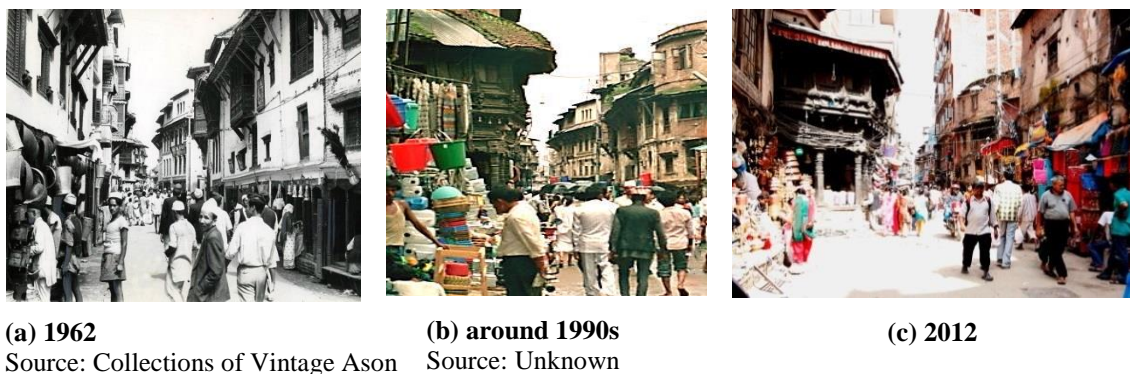 (a) 1962
Source: Collections of Vintage Ason
(b) around 1990s
Source: Unknown
(c) 2012